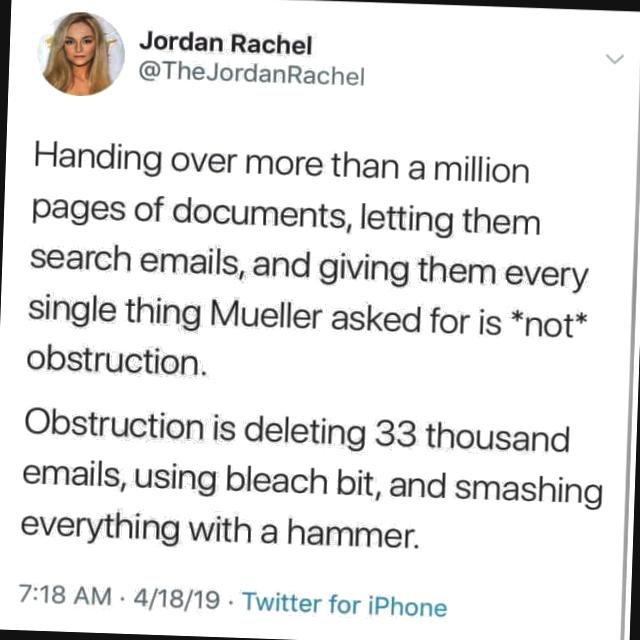 Jordan Rachel
@TheJordanRachel
Handing over more than a million
pages of documents, letting them
search emails, and giving them every
single thing Mueller asked for is *not*
obstruction.
Obstruction is deleting 33 thousand
emails, using bleach bit, and smashing
everything with a hammer.
7:18 AM · 4/18/19 · Twitter for iPhone